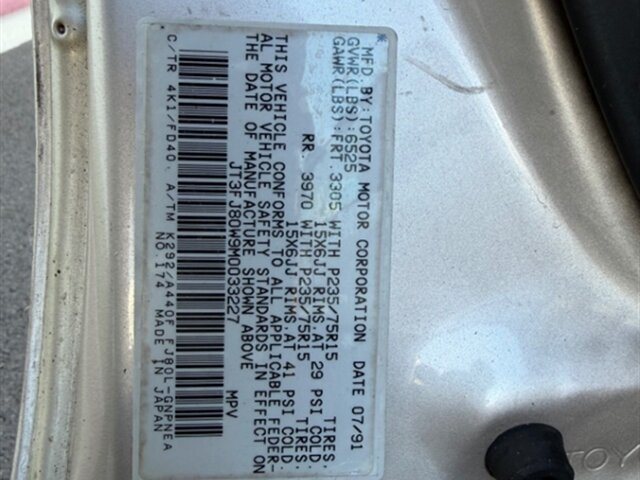 *MFD.BY:TOYOTA MOTOR CORPORATION DATE 07/91
GVWR(LBS):6525
GAWR(LBS):FRT.3305 WITH P235/75R15 TIRES,
15X6JJ RIMS,AT 29 PSI COLD.
RR. 3970 WITH P235/75R15 TIRES,
15X6JJ RIMS,AT 41 PSI COLD.
THIS VEHICLE CONFORMS TO ALL APPLICABLE FEDER-
AL MOTOR VEHICLE SAFETY STANDARDS IN EFFECT ON
THE DATE OF MANUFACTURE SHOWN ABOVE
JT3FJ80W9M0033227 MPV
C/TR 4K1/FD40, A/TM K292/A440F FJ80L-GNPNEA
NO.174 MADE IN JAPAN
TOYO